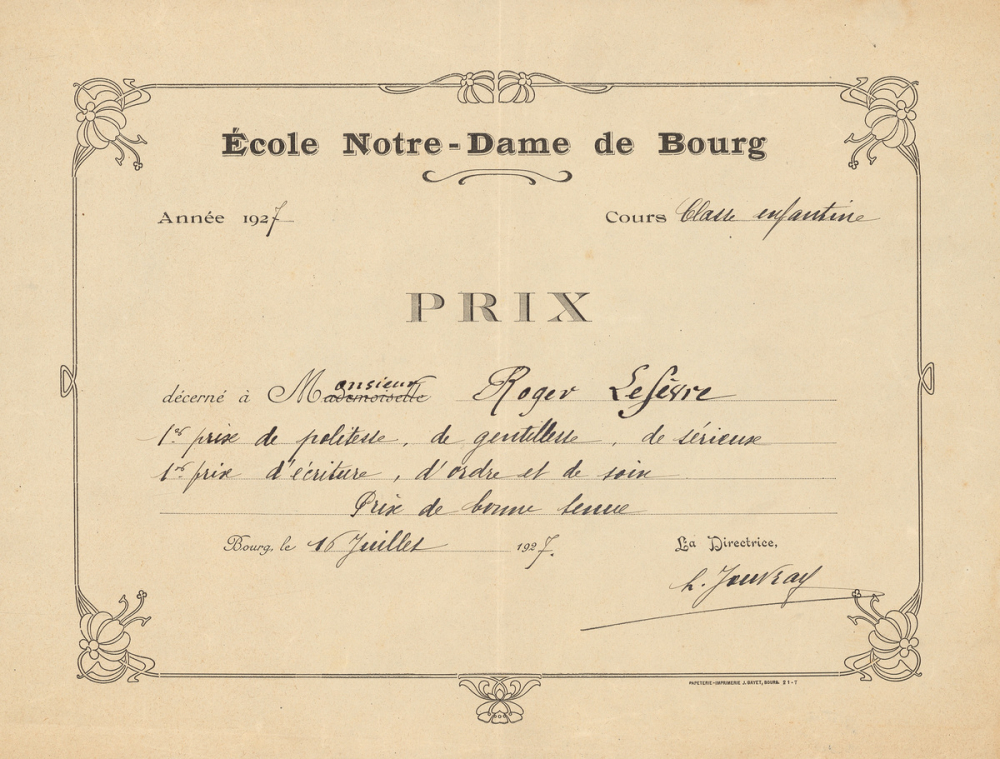 École Notre-Dame de Bourg
Année 1927 Cours Classe enfantine
PRIX
décerné à Monsieur Roger Lefèvre
1er prix de politesse, de gentillesse, de sérieux
1er prix d'écriture, d'ordre et de soin
Prix de bonne tenue
Bourg, le 16 Juillet 1927. La Directrice,
h. Jouvray
PAPETERIE-IMPRIMERIE J. DAVET, BOURG. 21-7